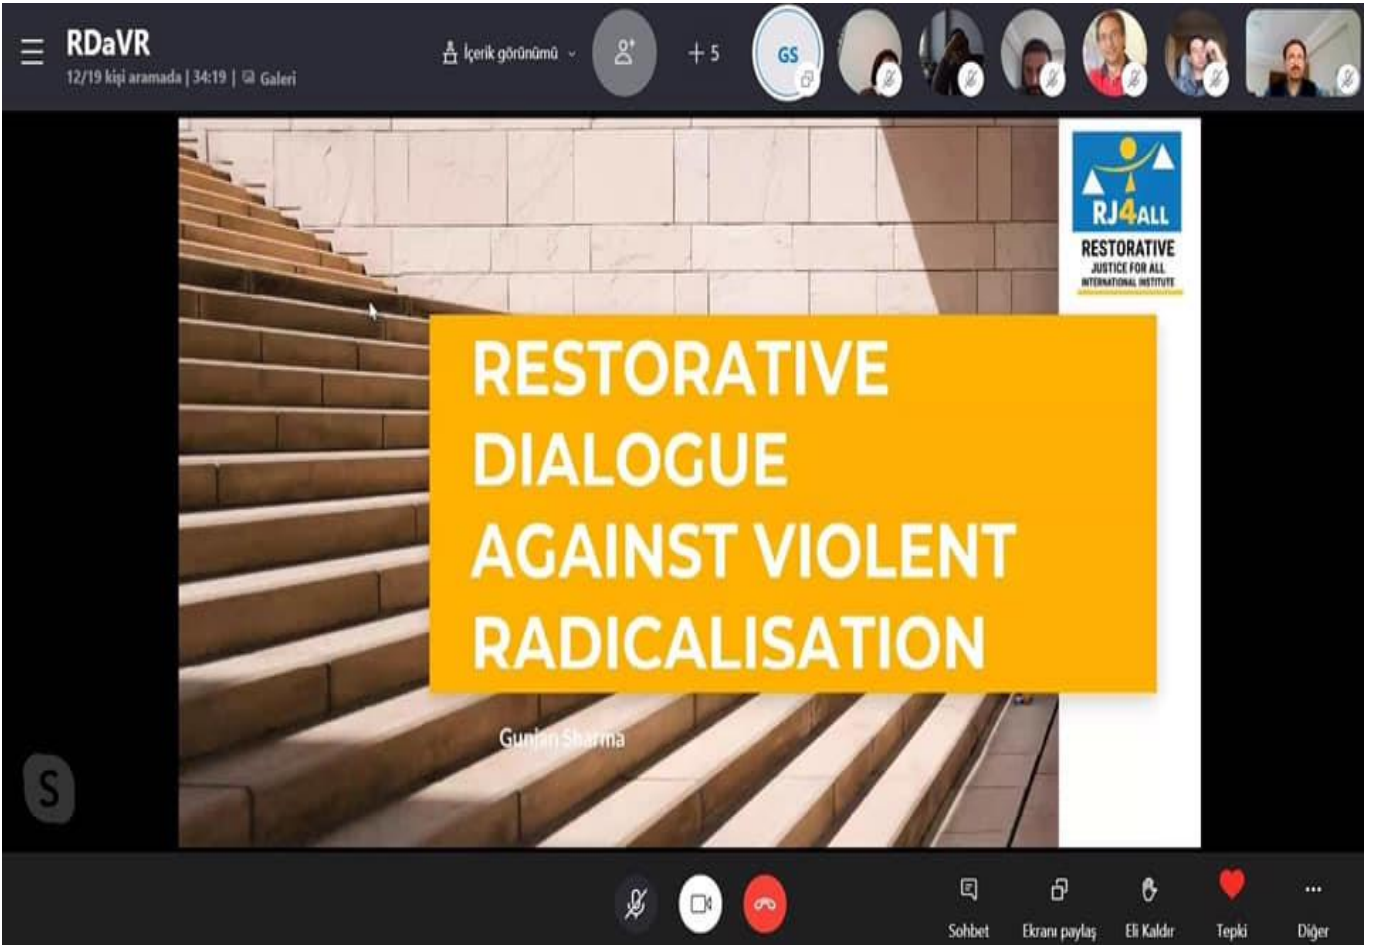 RDaVR
12/19 kişi aramada | 34:19 | Galeri
İçerik görünümü
+ 5
GS
RJ4ALL
RESTORATIVE
JUSTICE FOR ALL
INTERNATIONAL INSTITUTE
RESTORATIVE
DIALOGUE
AGAINST VIOLENT
RADICALISATION
Gunjan Sharma
S
Sohbet
Ekranı paylaş
Eli Kaldır
Tepki
Diğer